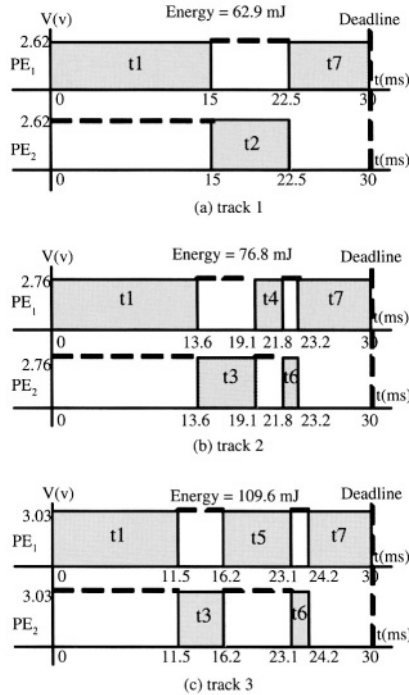 V(v) Energy = 62.9 mJ Deadline
2.62
PE1 t1 t7
t(ms)
0 15 22.5 30
2.62
PE2 t2
t(ms)
0 15 22.5 30
(a) track 1
V(v) Energy = 76.8 mJ Deadline
2.76
PE1 t1 t4 t7
t(ms)
0 13.6 19.1 21.8 23.2 30
2.76
PE2 t3 t6
t(ms)
0 13.6 19.1 21.8 23.2 30
(b) track 2
V(v) Energy = 109.6 mJ Deadline
3.03
PE1 t1 t5 t7
t(ms)
0 11.5 16.2 23.1 24.2 30
3.03
PE2 t3 t6
t(ms)
0 11.5 16.2 23.1 24.2 30
(c) track 3